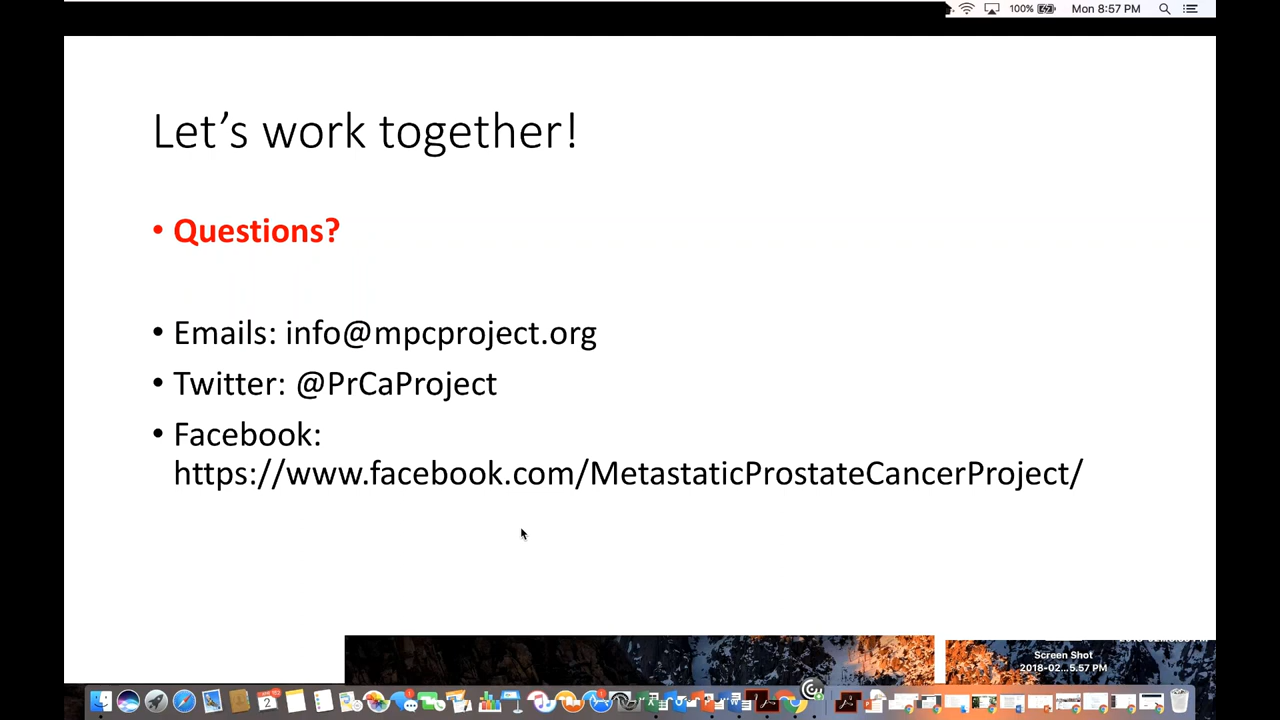 100% Mon 8:57 PM
Let's work together!
• Questions?
• Emails: info@mpcproject.org
• Twitter: @PrCaProject
• Facebook:
https://www.facebook.com/MetastaticProstateCancerProject/
Screen Shot
2018-02...5.57 PM